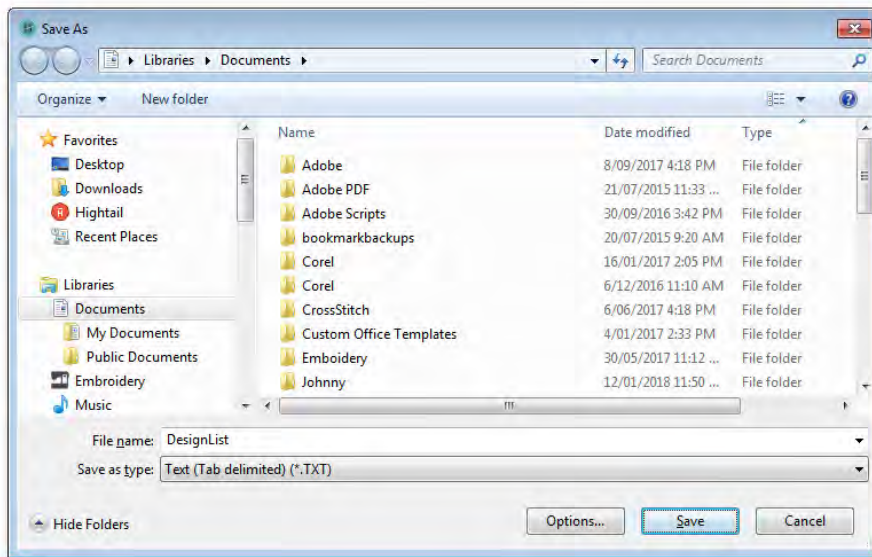 Save As
Libraries Documents
Search Documents
Organize New folder
Favorites
Desktop
Downloads
Hightail
Recent Places
Libraries
Documents
My Documents
Public Documents
Embroidery
Music
Name Date modified Type
Adobe 8/09/2017 4:18 PM File folder
Adobe PDF 21/07/2015 11:33 ... File folder
Adobe Scripts 30/09/2016 3:42 PM File folder
bookmarkbackups 20/07/2015 9:20 AM File folder
Corel 16/01/2017 2:05 PM File folder
Corel 6/12/2016 11:10 AM File folder
CrossStitch 6/06/2017 4:18 PM File folder
Custom Office Templates 4/01/2017 2:33 PM File folder
Emboidery 30/05/2017 11:12 ... File folder
Johnny 12/01/2018 11:50 ... File folder
File name: DesignList
Save as type: Text (Tab delimited) (*.TXT)
Hide Folders Options... Save Cancel